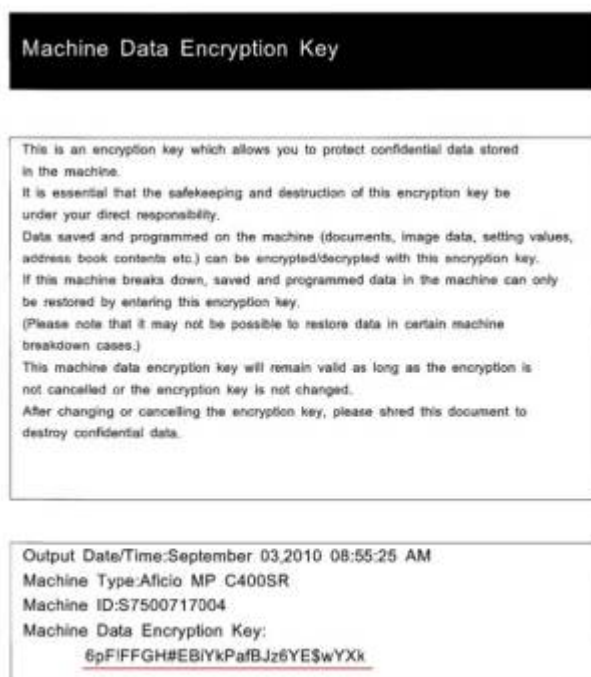 Machine Data Encryption Key
This is an encryption key which allows you to protect confidential data stored
in the machine.
It is essential that the safekeeping and destruction of this encryption key be
under your direct responsibility.
Data saved and programmed on the machine (documents, image data, setting values,
address book contents etc.) can be encrypted/decrypted with this encryption key.
If this machine breaks down, saved and programmed data in the machine can only
be restored by entering this encryption key.
(Please note that it may not be possible to restore data in certain machine
breakdown cases.)
This machine data encryption key will remain valid as long as the encryption is
not cancelled or the encryption key is not changed.
After changing or cancelling the encryption key, please shred this document to
destroy confidential data.
Output Date/Time:September 03,2010 08:55:25 AM
Machine Type:Aficio MP C400SR
Machine ID:S7500717004
Machine Data Encryption Key:
6pF!FFGH#EBiYkPafBJz6YE$wYXk